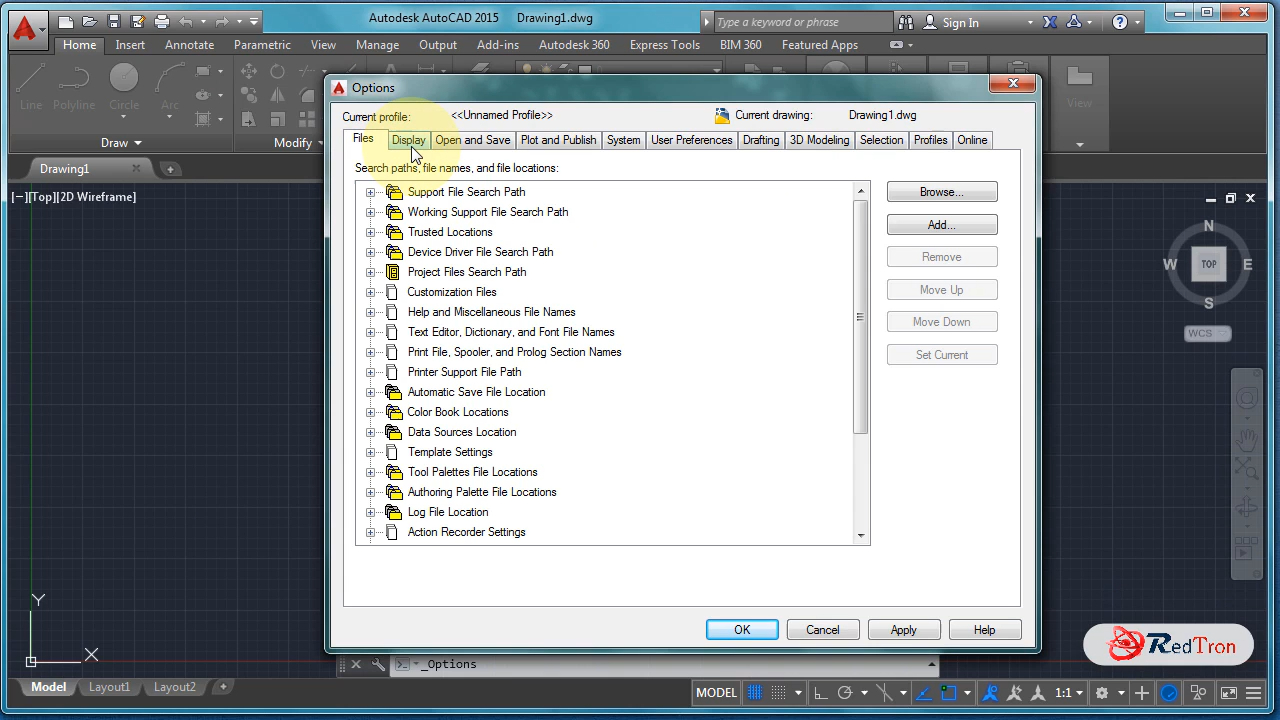 Autodesk AutoCAD 2015 Drawing1.dwg
Type a keyword or phrase
Sign In
Home Insert Annotate Parametric View Manage Output Add-ins Autodesk 360 Express Tools BIM 360 Featured Apps
Line Polyline Circle Arc
View
Draw Modify
Drawing1
[−][Top][2D Wireframe]
Options
Current profile: <<Unnamed Profile>> Current drawing: Drawing1.dwg
Files Display Open and Save Plot and Publish System User Preferences Drafting 3D Modeling Selection Profiles Online
Search paths, file names, and file locations:
Support File Search Path
Working Support File Search Path
Trusted Locations
Device Driver File Search Path
Project Files Search Path
Customization Files
Help and Miscellaneous File Names
Text Editor, Dictionary, and Font File Names
Print File, Spooler, and Prolog Section Names
Printer Support File Path
Automatic Save File Location
Color Book Locations
Data Sources Location
Template Settings
Tool Palettes File Locations
Authoring Palette File Locations
Log File Location
Action Recorder Settings
Browse...
Add...
Remove
Move Up
Move Down
Set Current
OK Cancel Apply Help
N
W TOP E
S
WCS
Y
X
_Options
RedTron
Model Layout1 Layout2
MODEL
1:1